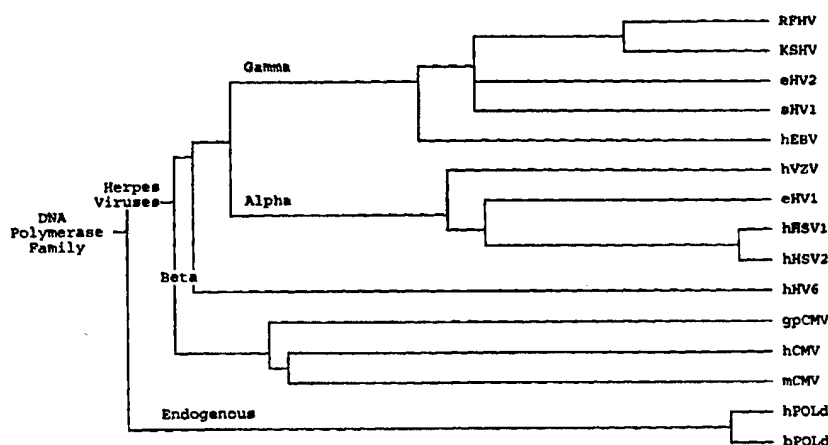 RFHV
KSHV
Gamma
eHV2
sHV1
hEBV
hVZV
Herpes
Viruses
Alpha
eHV1
DNA
Polymerase
Family
hHSV1
hHSV2
Beta
hHV6
gpCMV
hCMV
mCMV
Endogenous
hPOLd
bPOLd